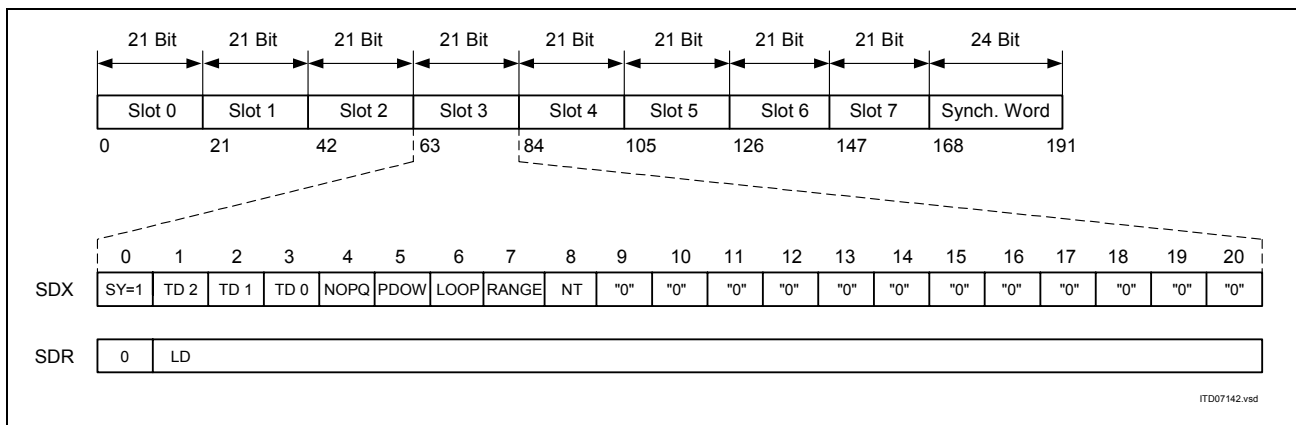 21 Bit 21 Bit 21 Bit 21 Bit 21 Bit 21 Bit 21 Bit 21 Bit 24 Bit
Slot 0 Slot 1 Slot 2 Slot 3 Slot 4 Slot 5 Slot 6 Slot 7 Synch. Word
0 21 42 63 84 105 126 147 168 191
0 1 2 3 4 5 6 7 8 9 10 11 12 13 14 15 16 17 18 19 20
SDX SY=1 TD 2 TD 1 TD 0 NOPQ PDOW LOOP RANGE NT "0" "0" "0" "0" "0" "0" "0" "0" "0" "0" "0" "0"
SDR 0 LD
ITD07142.vsd